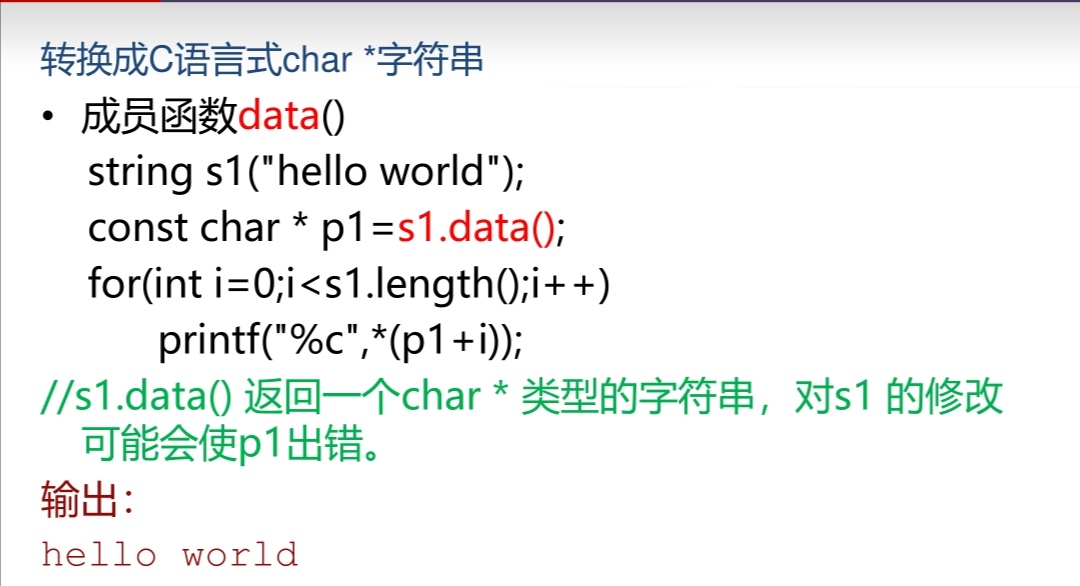 转换成C语言式char *字符串
• 成员函数data()
string s1("hello world");
const char * p1=s1.data();
for(int i=0;i<s1.length();i++)
printf("%c",*(p1+i));
//s1.data() 返回一个char * 类型的字符串，对s1 的修改
可能会使p1出错。
输出：
hello world